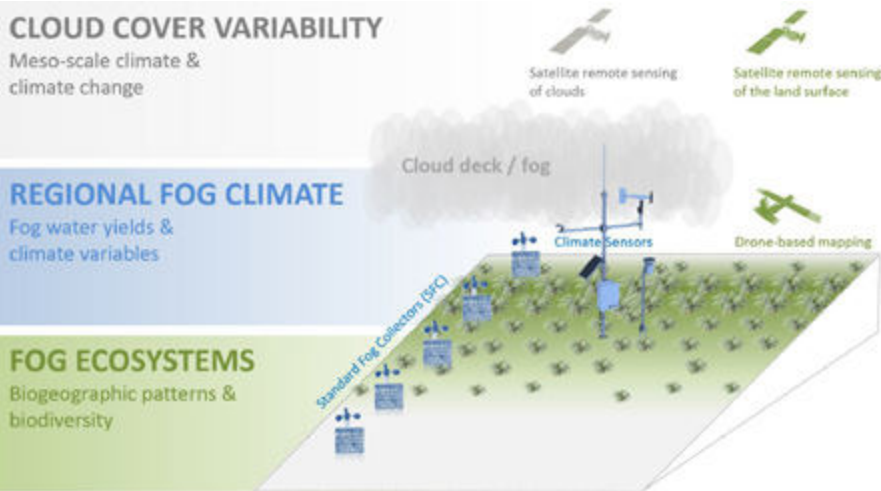 CLOUD COVER VARIABILITY
Meso-scale climate &
climate change
Satellite remote sensing
of clouds
Satellite remote sensing
of the land surface
Cloud deck / fog
REGIONAL FOG CLIMATE
Fog water yields &
climate variables
Climate Sensors
Drone-based mapping
Standard Fog Collectors (SFC)
FOG ECOSYSTEMS
Biogeographic patterns &
biodiversity